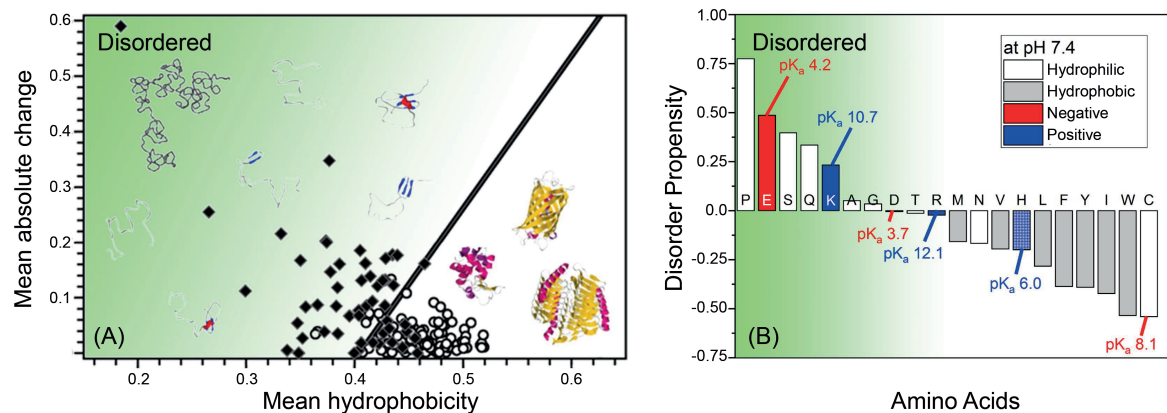 Disordered
0.6
0.5
0.4
0.3
0.2
0.1
(A)
0.2
0.3
0.4
0.5
0.6
Mean absolute change
Mean hydrophobicity
1.00
0.75
0.50
0.25
0.0
-0.25
-0.50
-0.75
Disorder Propensity
Disordered
pKa 4.2
pKa 10.7
at pH 7.4
Hydrophilic
Hydrophobic
Negative
Positive
P E S Q K A G D T R M N V H L F Y I W C
pKa 3.7
pKa 12.1
pKa 6.0
pKa 8.1
(B)
Amino Acids